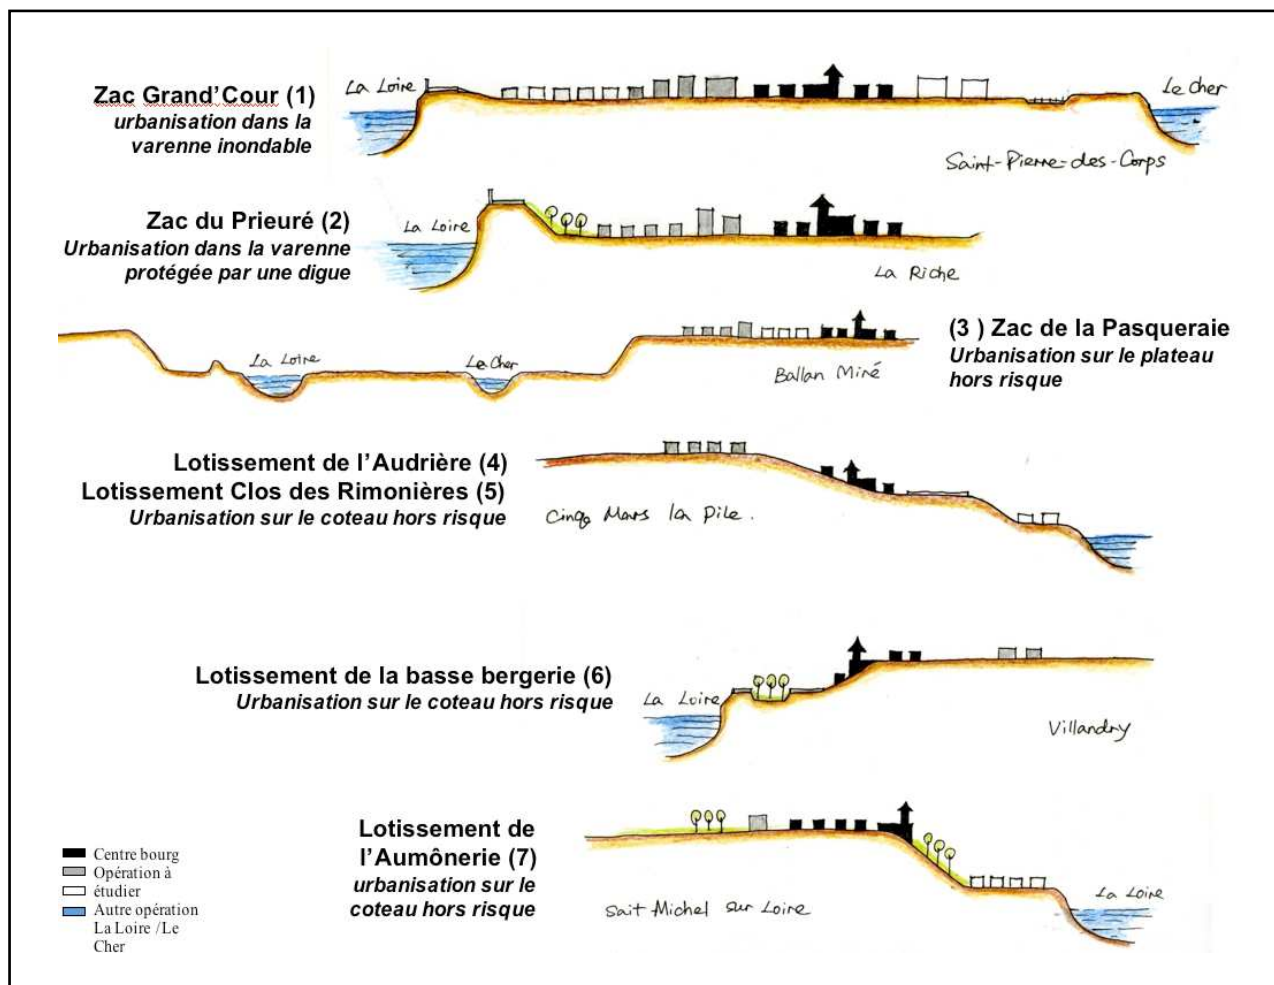 Zac Grand'Cour (1)
urbanisation dans la
varenne inondable
La Loire
Le Cher
Saint-Pierre-des-Corps
Zac du Prieuré (2)
Urbanisation dans la varenne
protégée par une digue
La Loire
La Riche
La Loire
Le Cher
Ballan Miré
(3 ) Zac de la Pasqueraie
Urbanisation sur le plateau
hors risque
Lotissement de l'Audrière (4)
Lotissement Clos des Rimonières (5)
Urbanisation sur le coteau hors risque
Cinq Mars la Pile.
Lotissement de la basse bergerie (6)
Urbanisation sur le coteau hors risque
La Loire
Villandry
Lotissement de
l'Aumônerie (7)
urbanisation sur le
coteau hors risque
Sait Michel sur Loire
La Loire
Centre bourg
Opération à
étudier
Autre opération
La Loire /Le
Cher